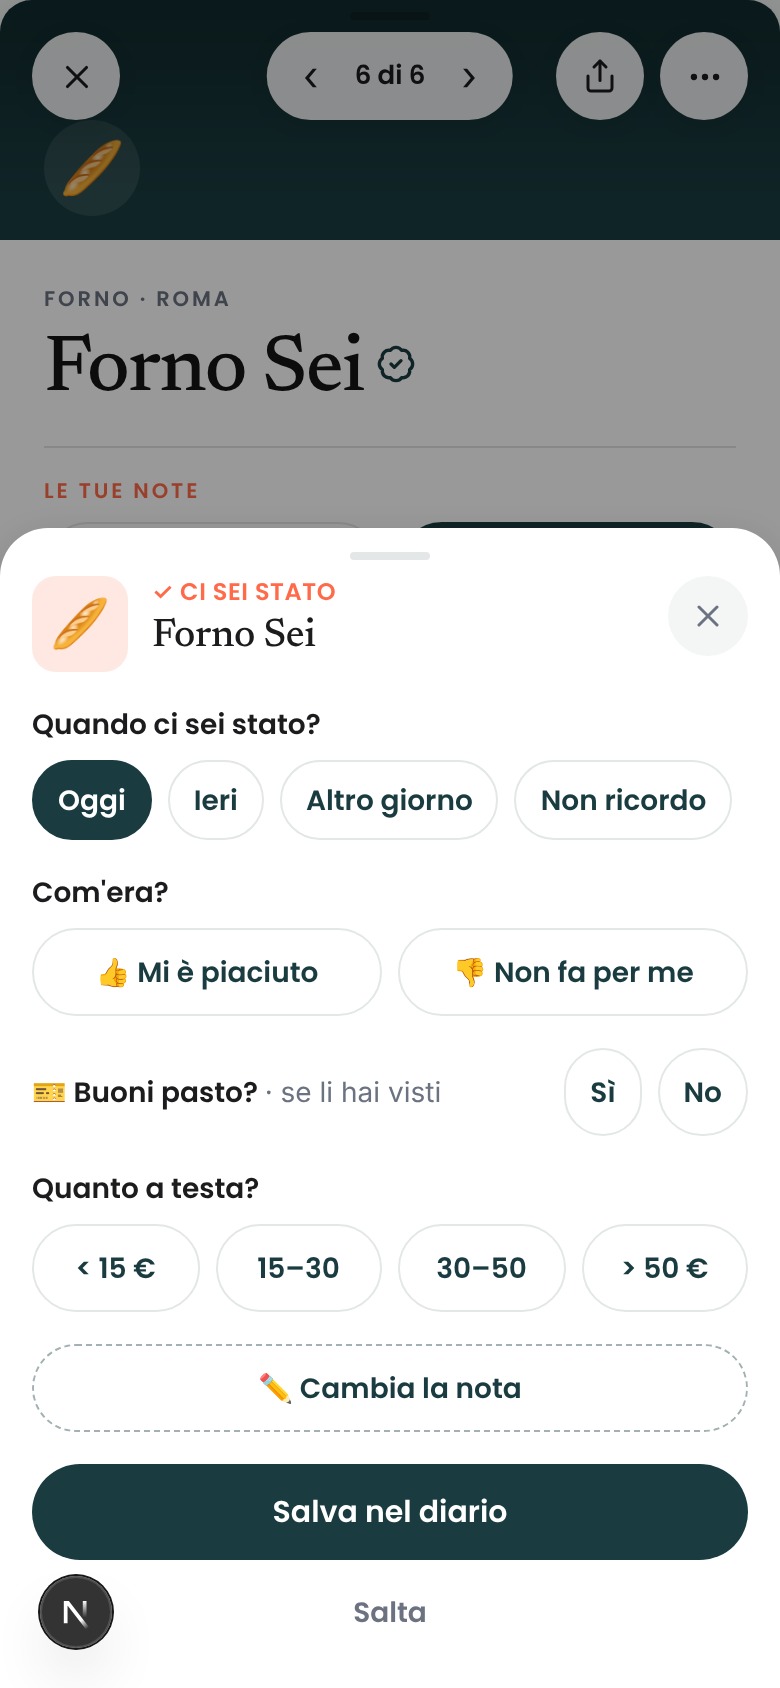 6 di 6
FORNO · ROMA
Forno Sei
LE TUE NOTE
✓ CI SEI STATO
Forno Sei
Quando ci sei stato?
Oggi Ieri Altro giorno Non ricordo
Com'era?
👍 Mi è piaciuto 👎 Non fa per me
🎫 Buoni pasto? · se li hai visti Sì No
Quanto a testa?
< 15 € 15–30 30–50 > 50 €
✏️ Cambia la nota
Salva nel diario
N
Salta